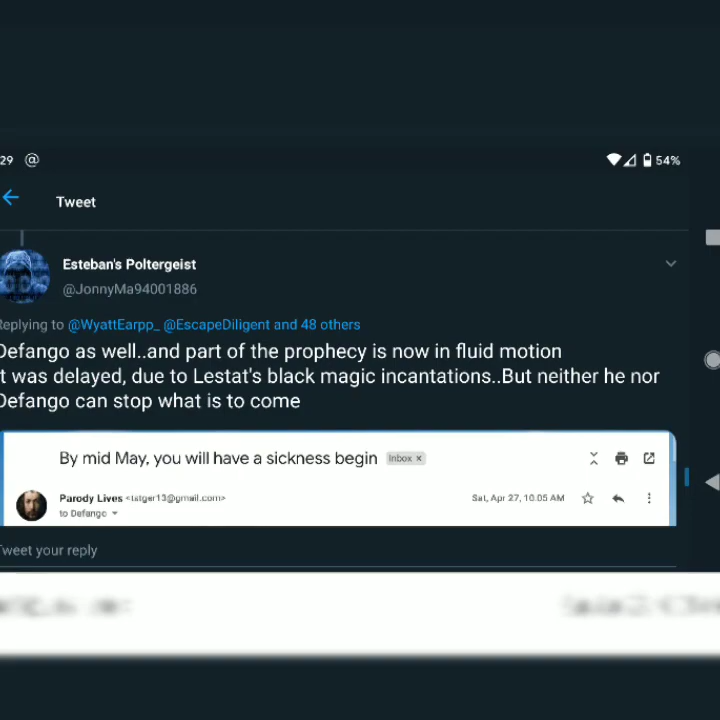 29 @ 54%
Tweet
Esteban's Poltergeist
@JonnyMa94001886
Replying to @WyattEarpp_ @EscapeDiligent and 48 others
Defango as well..and part of the prophecy is now in fluid motion
t was delayed, due to Lestat's black magic incantations..But neither he nor
Defango can stop what is to come
By mid May, you will have a sickness begin Inbox x
Parody Lives <tstger13@gmail.com> Sat, Apr 27, 10:05 AM
to Defango
Tweet your reply